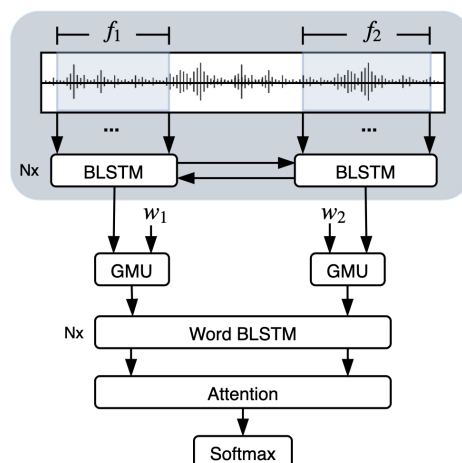 f1 f2
... ...
Nx BLSTM BLSTM
w1 w2
GMU GMU
Nx Word BLSTM
Attention
Softmax